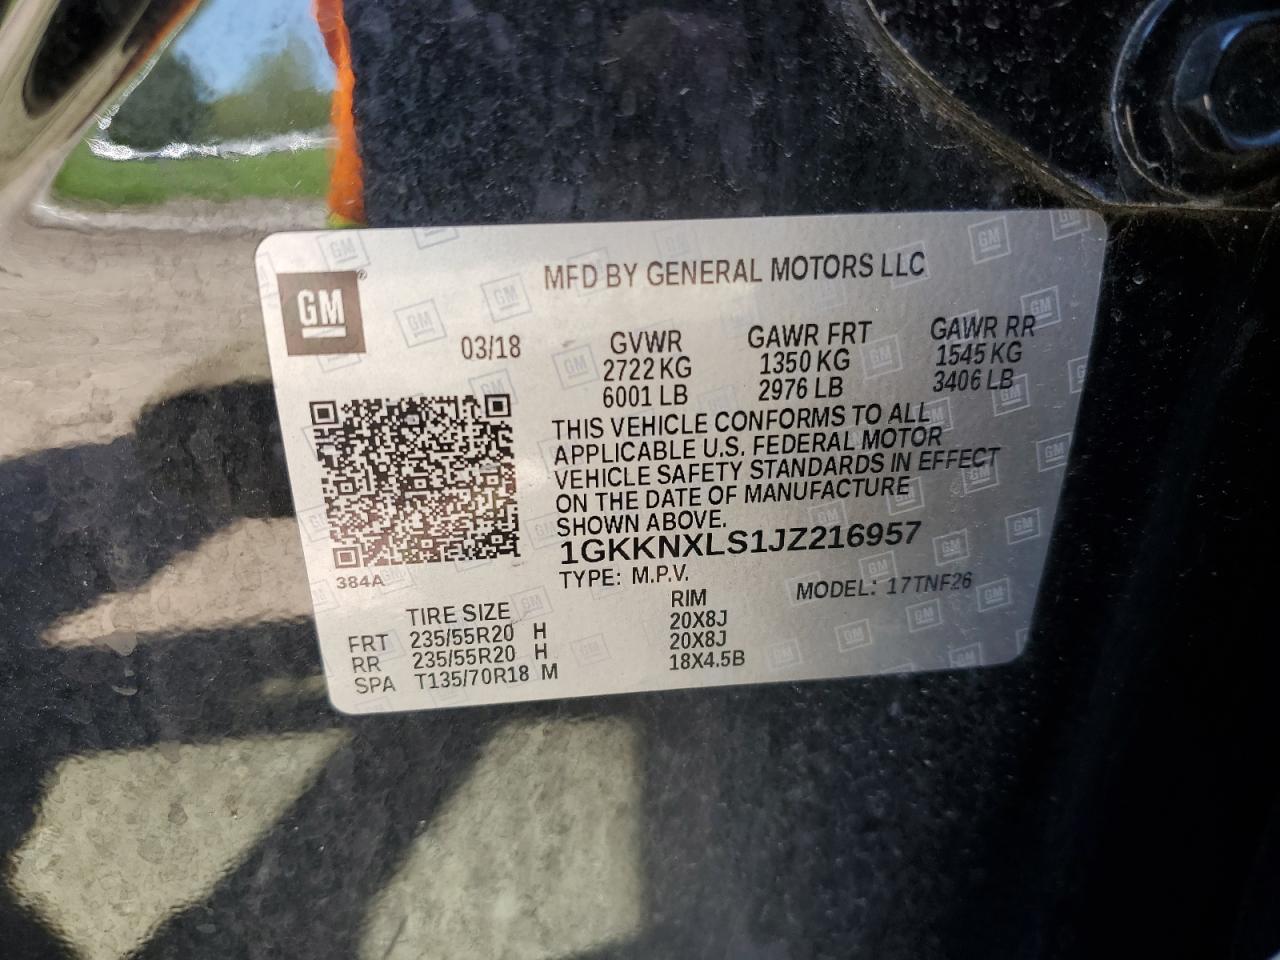 MFD BY GENERAL MOTORS LLC
GM
03/18 GVWR GAWR FRT GAWR RR
2722 KG 1350 KG 1545 KG
6001 LB 2976 LB 3406 LB
THIS VEHICLE CONFORMS TO ALL
APPLICABLE U.S. FEDERAL MOTOR
VEHICLE SAFETY STANDARDS IN EFFECT
ON THE DATE OF MANUFACTURE
SHOWN ABOVE.
1GKKNXLS1JZ216957
384A
TYPE: M.P.V. MODEL: 17TNF26
TIRE SIZE RIM
FRT 235/55R20 H 20X8J
RR 235/55R20 H 20X8J
SPA T135/70R18 M 18X4.5B